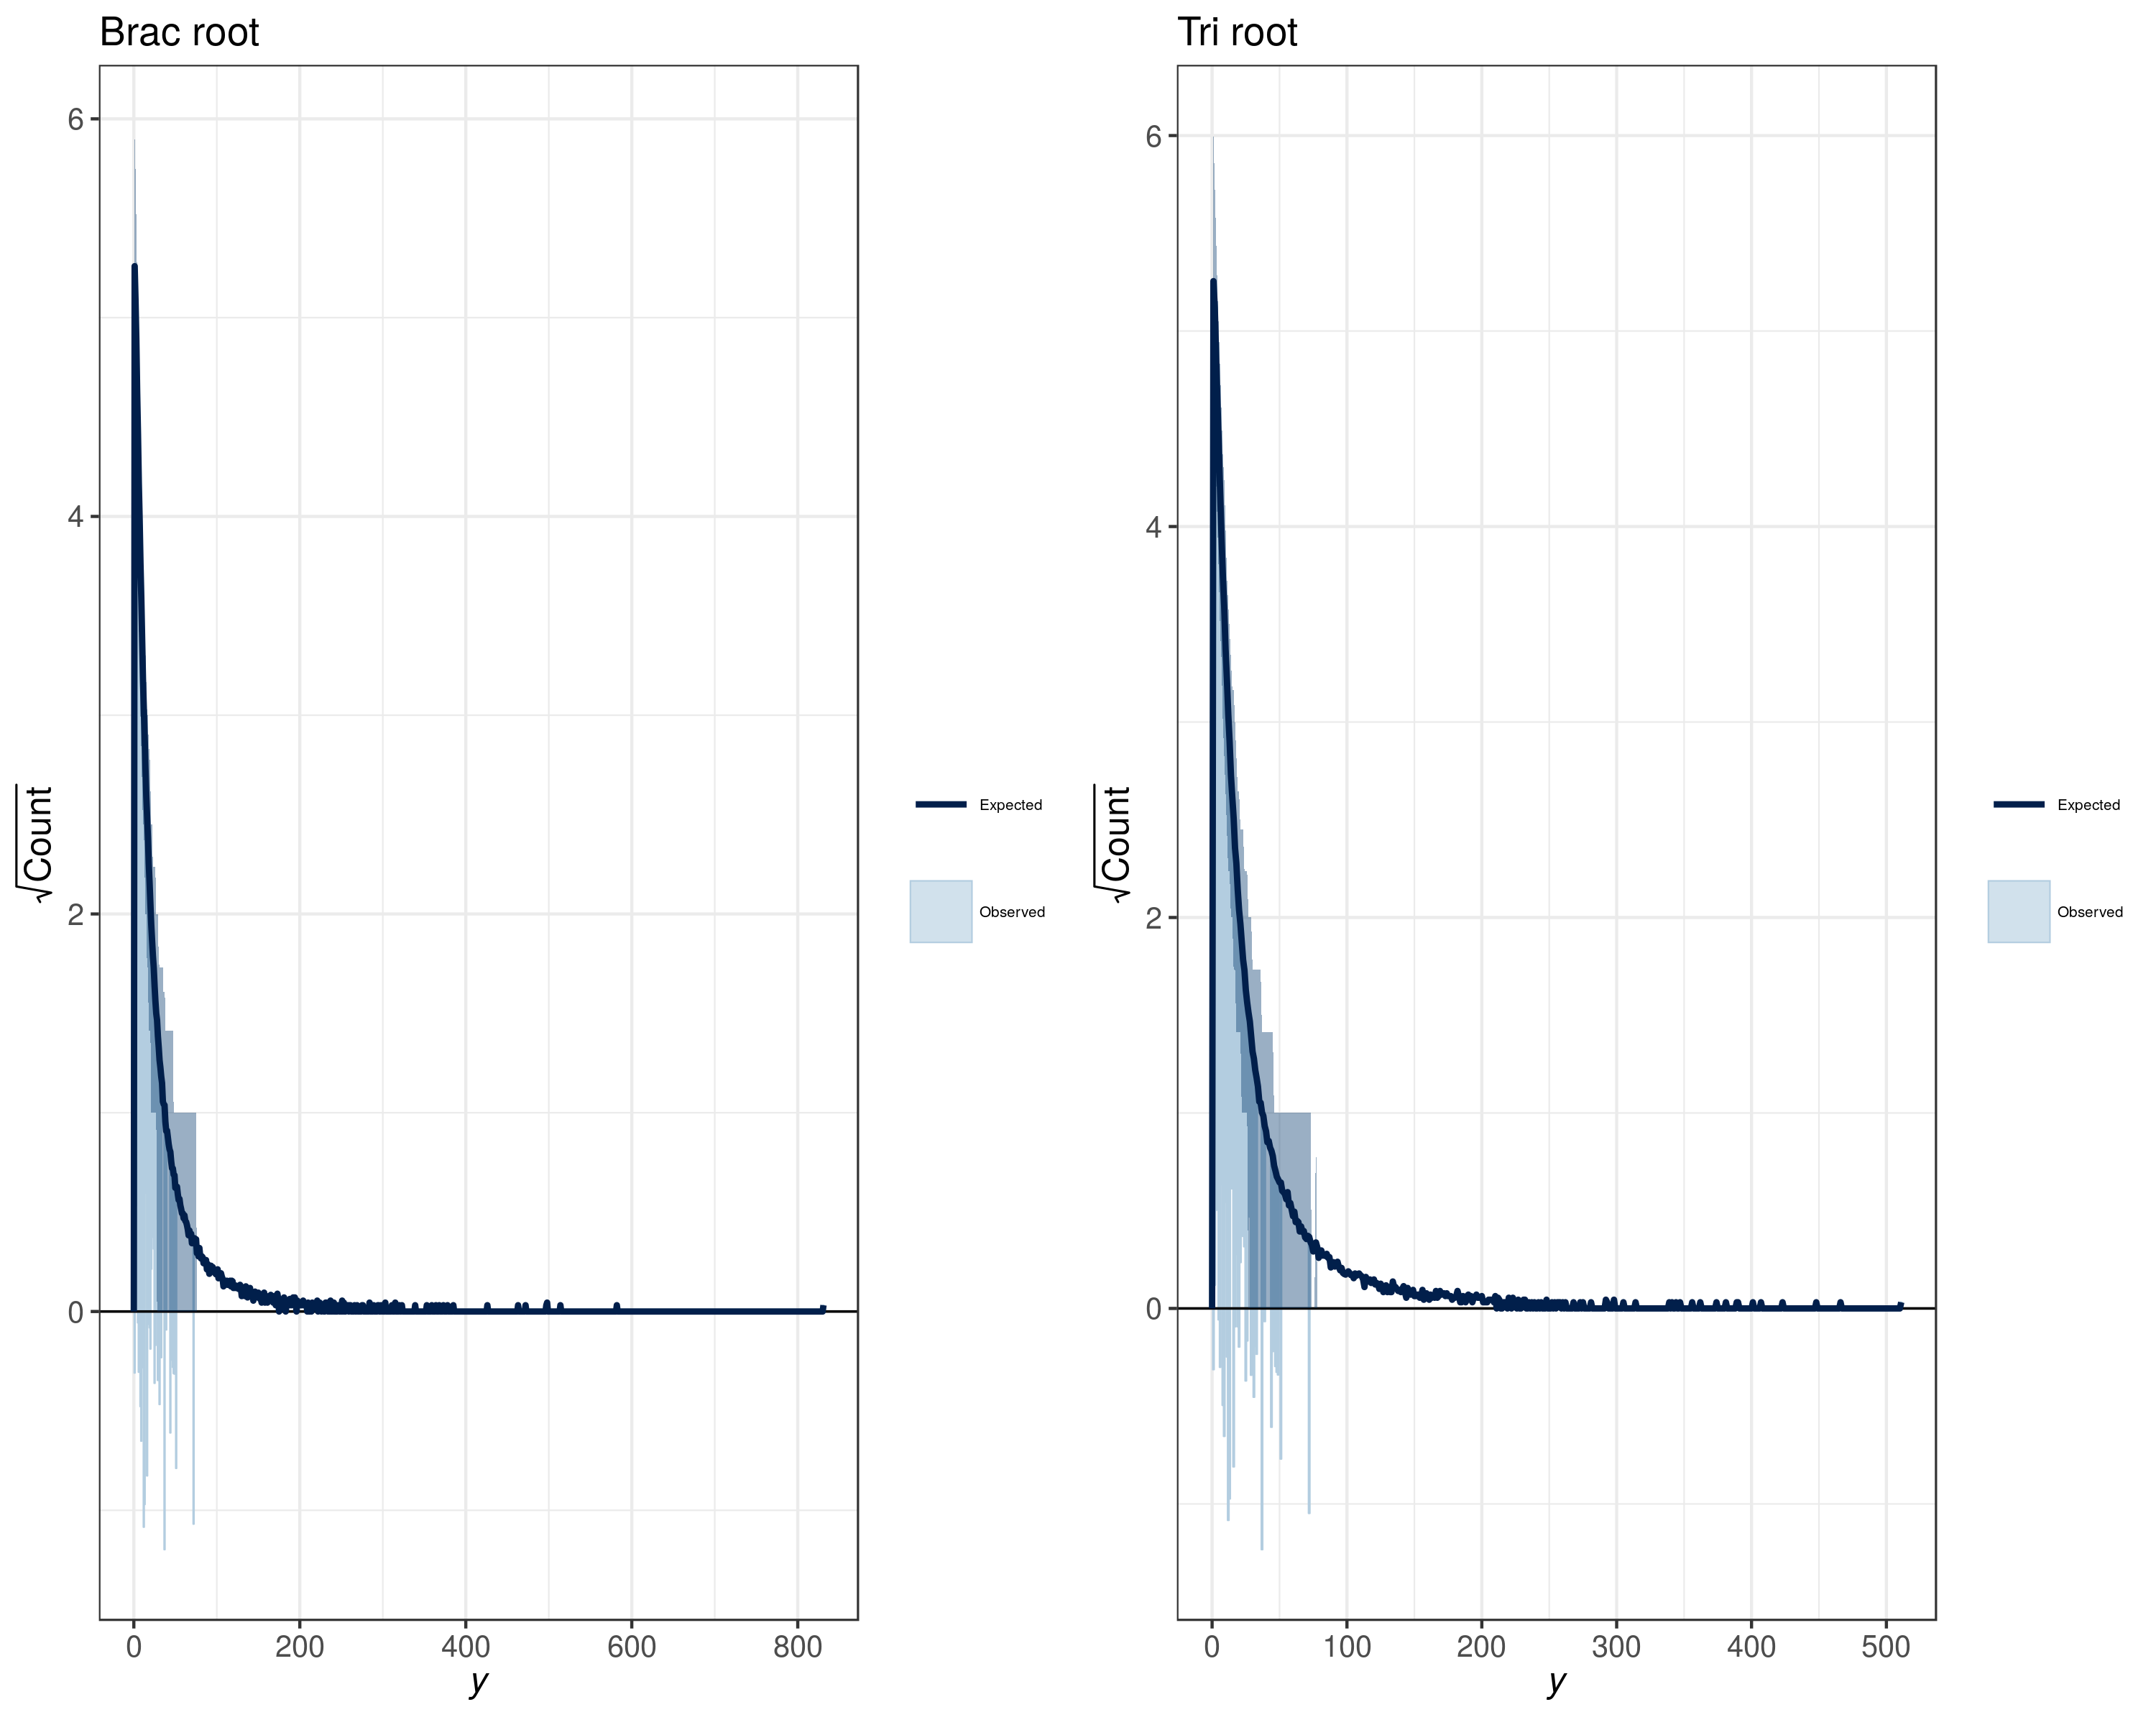 Brac root
6
4
2
0
√Count
0 200 400 600 800
y
Expected
Observed
Tri root
6
4
2
0
√Count
0 100 200 300 400 500
y
Expected
Observed